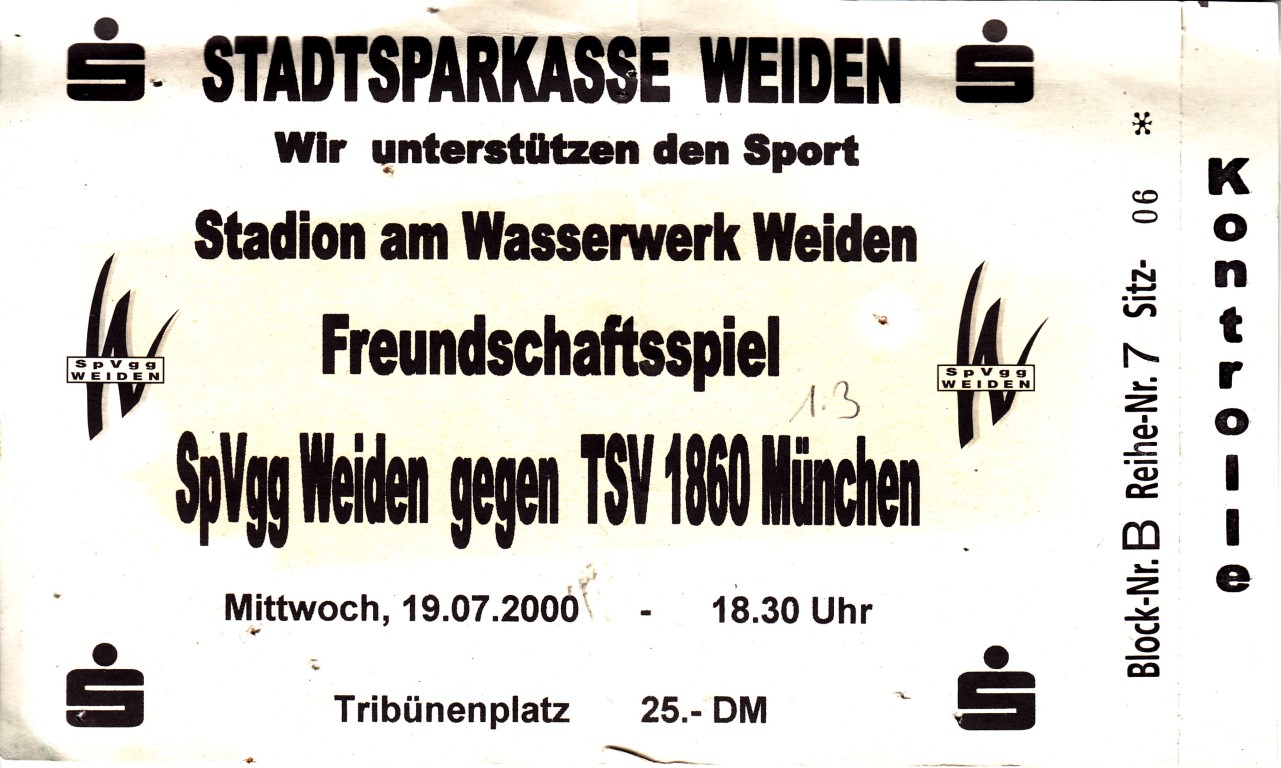 STADTSPARKASSE WEIDEN
Wir unterstützen den Sport
Stadion am Wasserwerk Weiden
Freundschaftsspiel
1.3
SpVgg Weiden gegen TSV 1860 München
Mittwoch, 19.07.2000 - 18.30 Uhr
Tribünenplatz 25.- DM
SpVgg
WEIDEN
SpVgg
WEIDEN
Block-Nr. B Reihe-Nr. 7 Sitz- 06 *
Kontrolle